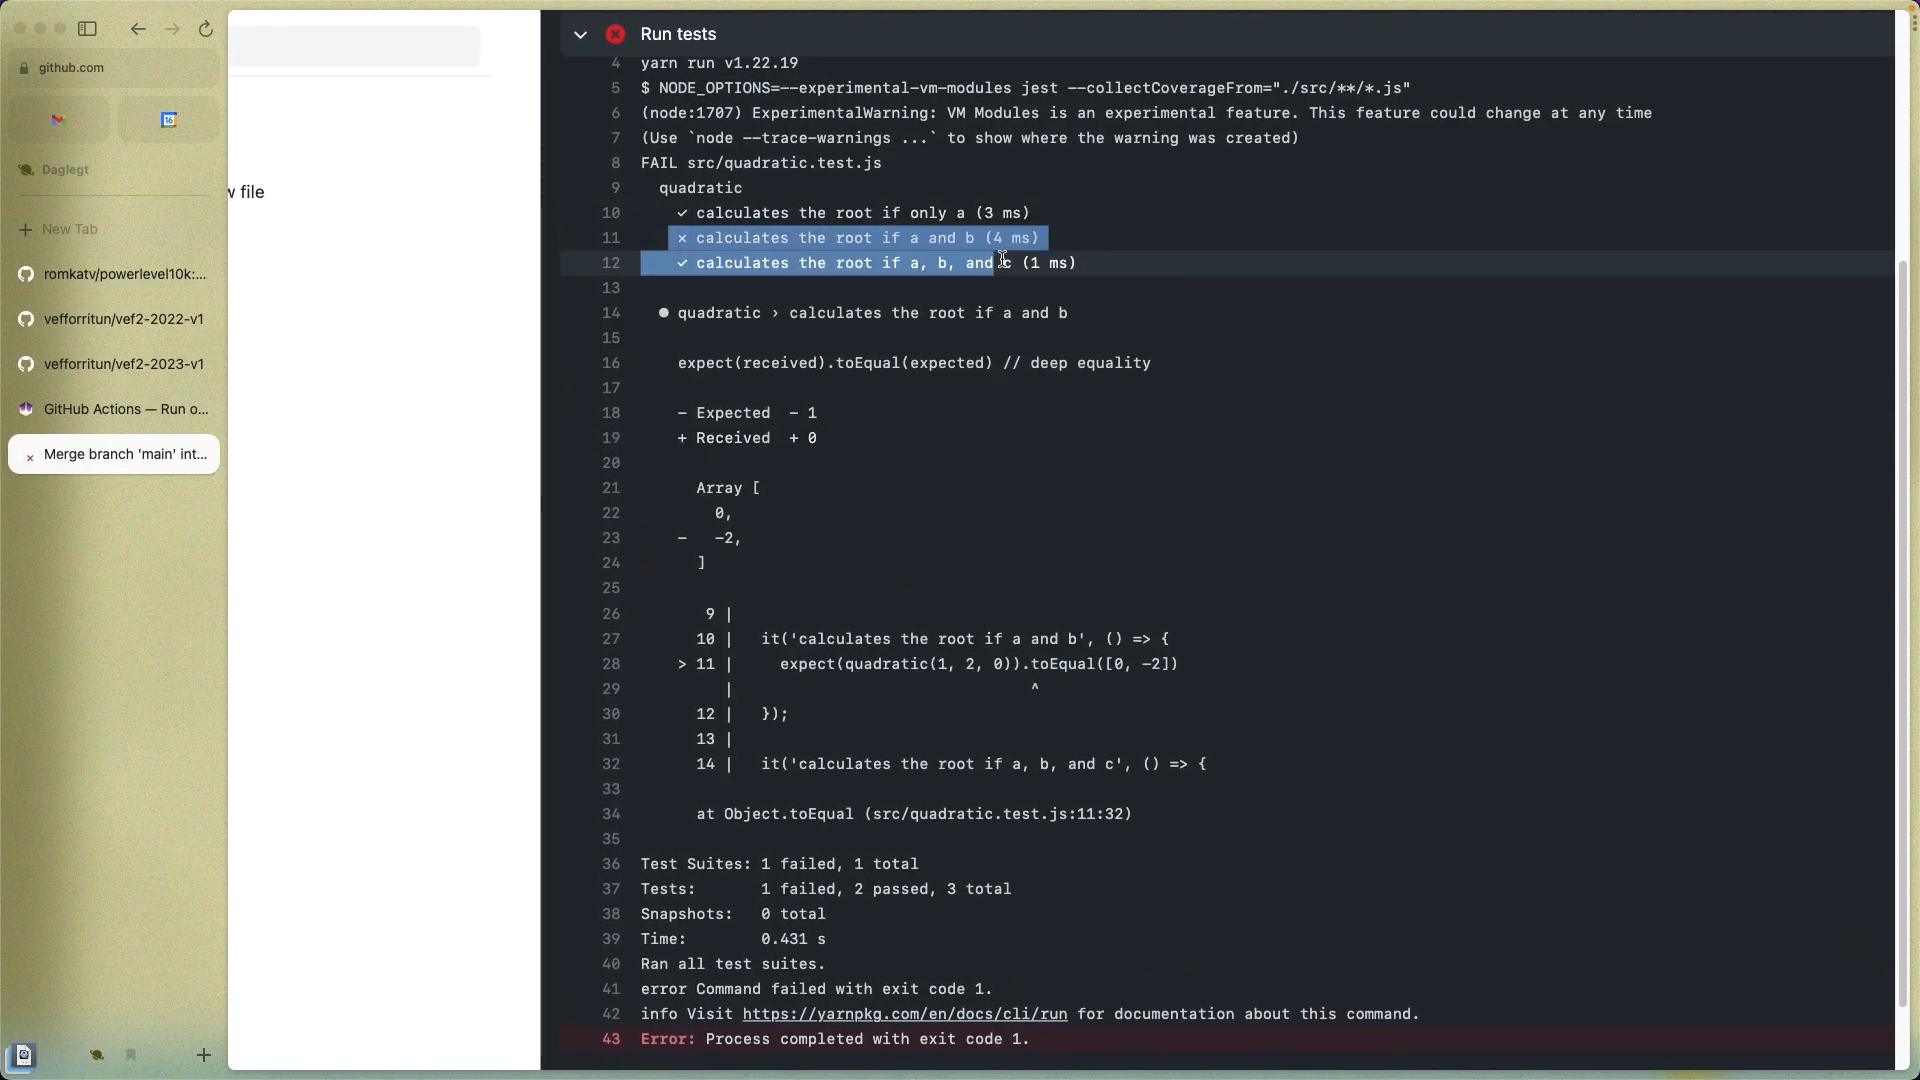 github.com
16
Daglegt
New Tab
romkatv/powerlevel10k:...
vefforritun/vef2-2022-v1
vefforritun/vef2-2023-v1
GitHub Actions — Run o...
Merge branch 'main' int...
file
Run tests
4 yarn run v1.22.19
5 $ NODE_OPTIONS=--experimental-vm-modules jest --collectCoverageFrom="./src/**/*.js"
6 (node:1707) ExperimentalWarning: VM Modules is an experimental feature. This feature could change at any time
7 (Use `node --trace-warnings ...` to show where the warning was created)
8 FAIL src/quadratic.test.js
9 quadratic
10 ✓ calculates the root if only a (3 ms)
11 × calculates the root if a and b (4 ms)
12 ✓ calculates the root if a, b, and c (1 ms)
13
14 ● quadratic › calculates the root if a and b
15
16 expect(received).toEqual(expected) // deep equality
17
18 - Expected - 1
19 + Received + 0
20
21 Array [
22 0,
23 - -2,
24 ]
25
26 9 |
27 10 | it('calculates the root if a and b', () => {
28 > 11 | expect(quadratic(1, 2, 0)).toEqual([0, -2])
29 | ^
30 12 | });
31 13 |
32 14 | it('calculates the root if a, b, and c', () => {
33
34 at Object.toEqual (src/quadratic.test.js:11:32)
35
36 Test Suites: 1 failed, 1 total
37 Tests: 1 failed, 2 passed, 3 total
38 Snapshots: 0 total
39 Time: 0.431 s
40 Ran all test suites.
41 error Command failed with exit code 1.
42 info Visit https://yarnpkg.com/en/docs/cli/run for documentation about this command.
43 Error: Process completed with exit code 1.